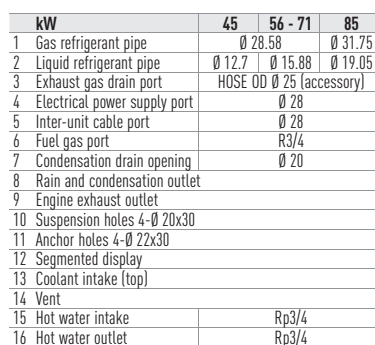 kW 45 56 - 71 85
1 Gas refrigerant pipe Ø 28.58 Ø 31.75
2 Liquid refrigerant pipe Ø 12.7 Ø 15.88 Ø 19.05
3 Exhaust gas drain port HOSE OD Ø 25 (accessory)
4 Electrical power supply port Ø 28
5 Inter-unit cable port Ø 28
6 Fuel gas port R3/4
7 Condensation drain opening Ø 20
8 Rain and condensation outlet
9 Engine exhaust outlet
10 Suspension holes 4-Ø 20x30
11 Anchor holes 4-Ø 22x30
12 Segmented display
13 Coolant intake (top)
14 Vent
15 Hot water intake Rp3/4
16 Hot water outlet Rp3/4